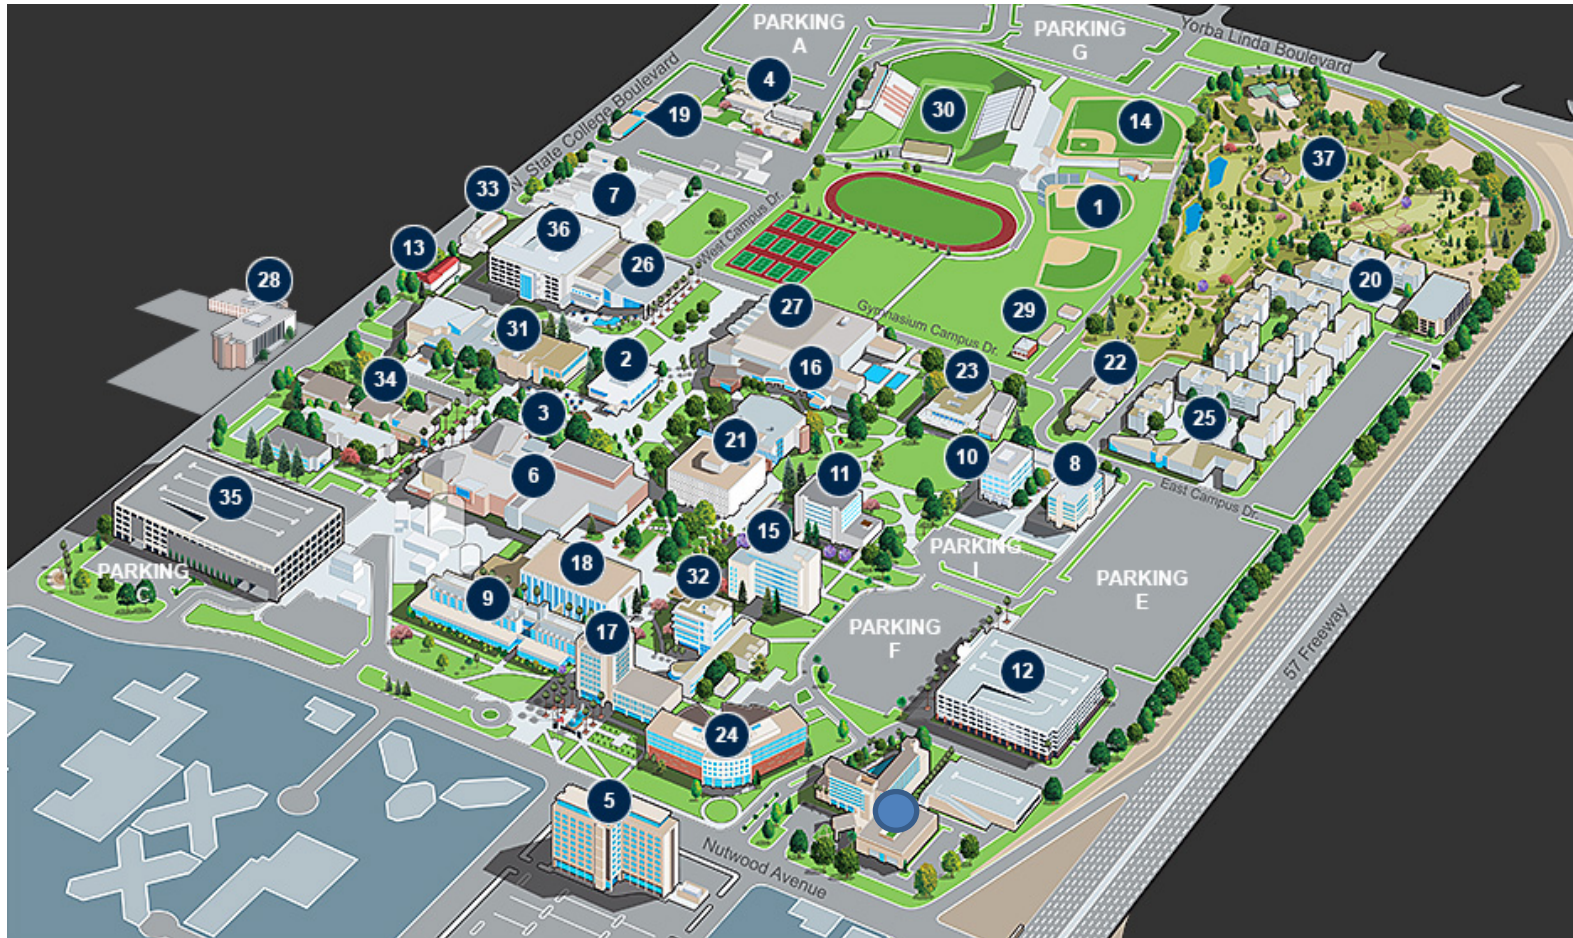 PARKING
A
PARKING
G
Yorba Linda Boulevard
4
30
14
19
N. State College Boulevard
37
33
7
1
36
West Campus Dr.
13
26
28
20
27
Gymnasium Campus Dr.
29
31
2
16
23
22
34
3
25
21
10
8
11
6
35
East Campus Dr.
15
PARKING
I
PARKING
C
18
32
PARKING
E
9
17
PARKING
F
57 Freeway
12
24
5
Nutwood Avenue